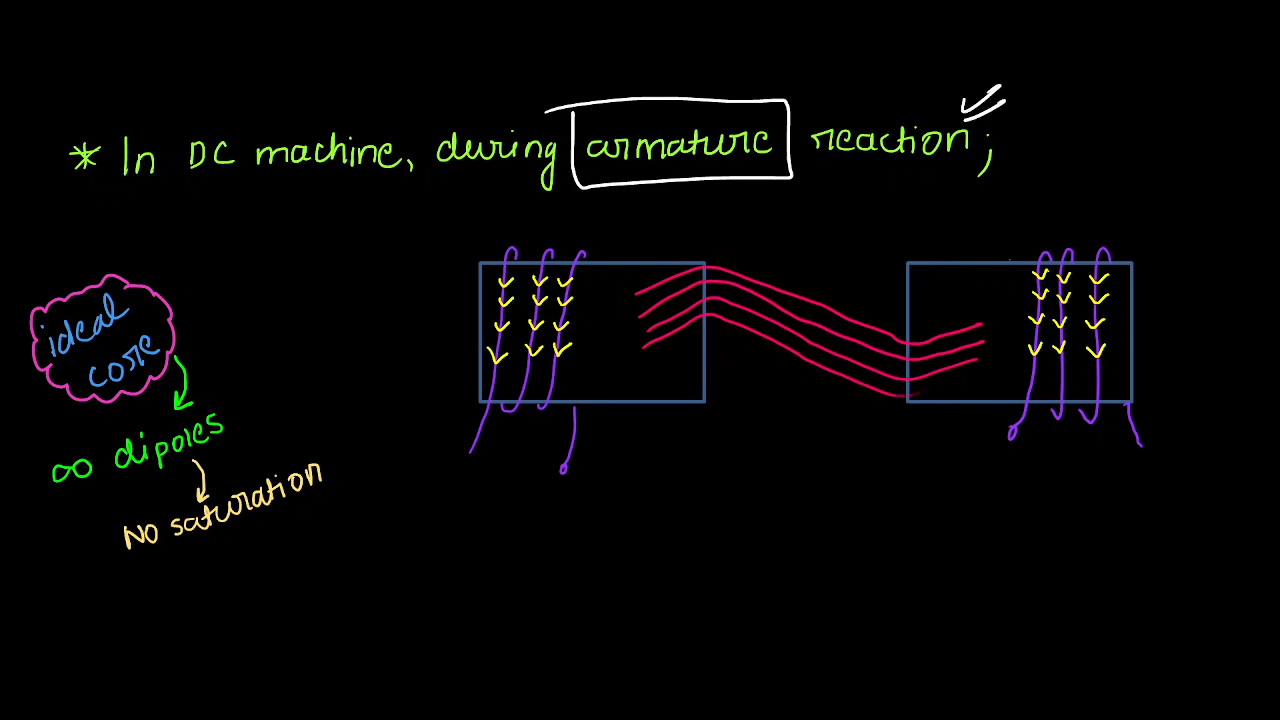 * In DC machine, during armature reaction;
ideal
core
∞ dipoles
No saturation